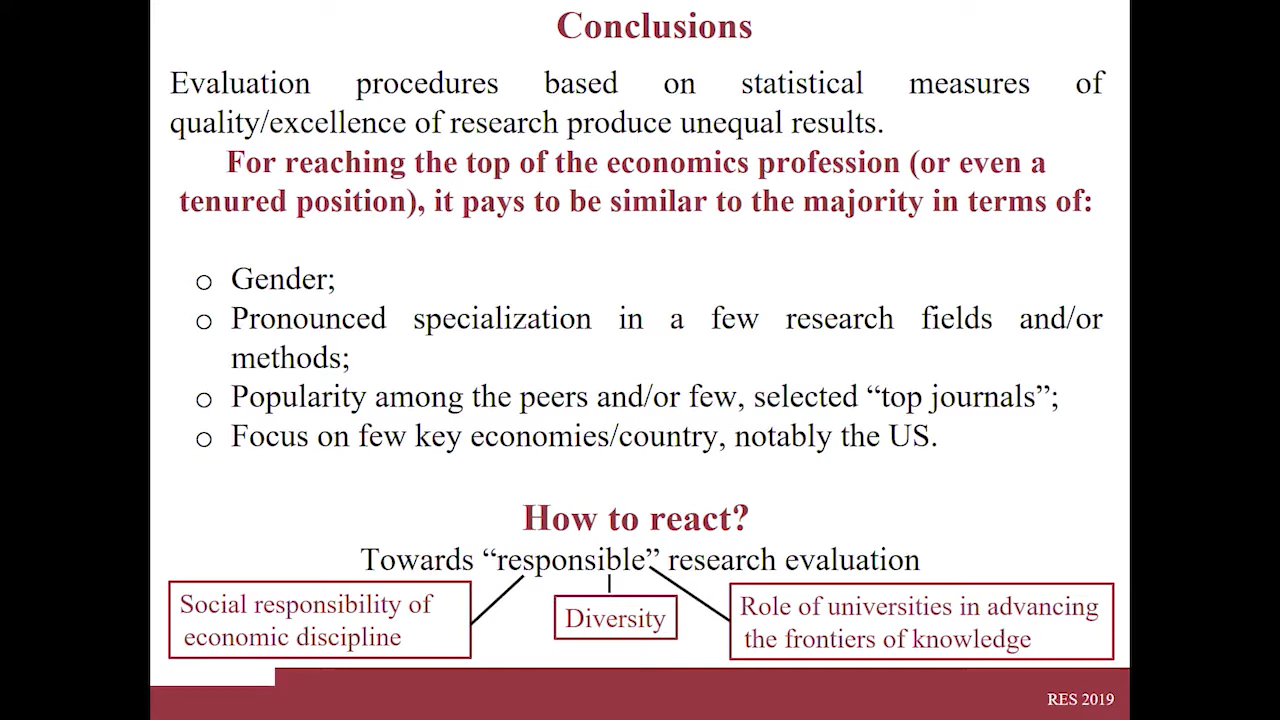 Conclusions
Evaluation procedures based on statistical measures of
quality/excellence of research produce unequal results.
For reaching the top of the economics profession (or even a
tenured position), it pays to be similar to the majority in terms of:
o Gender;
o Pronounced specialization in a few research fields and/or
methods;
o Popularity among the peers and/or few, selected “top journals”;
o Focus on few key economies/country, notably the US.
How to react?
Towards “responsible” research evaluation
Social responsibility of
economic discipline
Diversity
Role of universities in advancing
the frontiers of knowledge
RES 2019